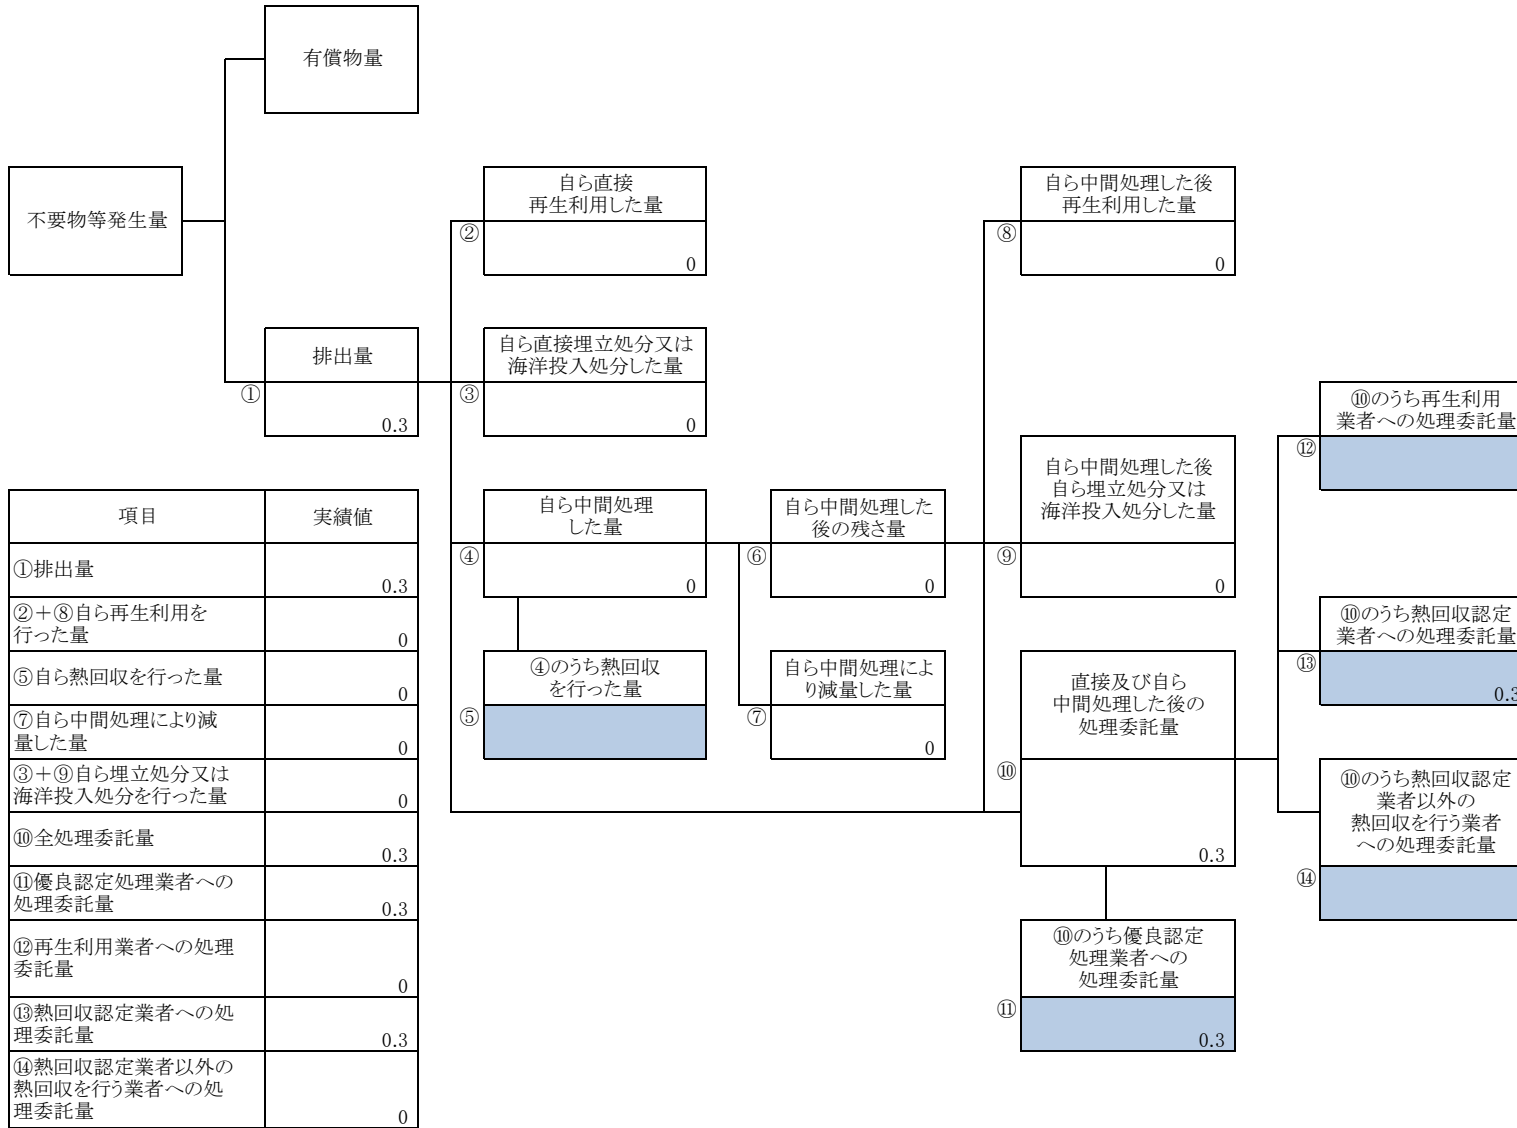 有償物量
不要物等発生量
自ら直接
再生利用した量
②
0
自ら中間処理した後
再生利用した量
⑧
0
排出量
①
0.3
自ら直接埋立処分又は
海洋投入処分した量
③
0
⑩のうち再生利用
業者への処理委託量
⑫
自ら中間処理した後
自ら埋立処分又は
海洋投入処分した量
⑨
0
自ら中間処理
した量
④
0
自ら中間処理した
後の残さ量
⑥
0
⑩のうち熱回収認定
業者への処理委託量
⑬
0.3
④のうち熱回収
を行った量
⑤
自ら中間処理によ
り減量した量
⑦
0
直接及び自ら
中間処理した後の
処理委託量
⑩
0.3
⑩のうち熱回収認定
業者以外の
熱回収を行う業者
への処理委託量
⑭
⑩のうち優良認定
処理業者への
処理委託量
⑪
0.3
項目 実績値
①排出量
0.3
②+⑧自ら再生利用を
行った量
0
⑤自ら熱回収を行った量
0
⑦自ら中間処理により減
量した量
0
③+⑨自ら埋立処分又は
海洋投入処分を行った量
0
⑩全処理委託量
0.3
⑪優良認定処理業者への
処理委託量
0.3
⑫再生利用業者への処理
委託量
0
⑬熱回収認定業者への処
理委託量
0.3
⑭熱回収認定業者以外の
熱回収を行う業者への処
理委託量
0